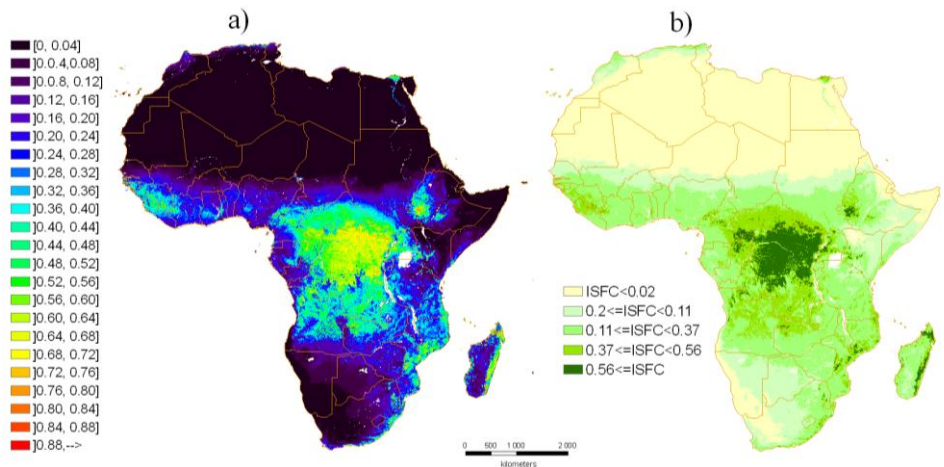 a)
[0, 0.04]
]0.0.4,0.08]
]0.0.8, 0.12]
]0.12, 0.16]
]0.16, 0.20]
]0.20, 0.24]
]0.24, 0.28]
]0.28, 0.32]
]0.32, 0.36]
]0.36, 0.40]
]0.40, 0.44]
]0.44, 0.48]
]0.48, 0.52]
]0.52, 0.56]
]0.56, 0.60]
]0.60, 0.64]
]0.64, 0.68]
]0.68, 0.72]
]0.72, 0.76]
]0.76, 0.80]
]0.80, 0.84]
]0.84, 0.88]
]0.88,-->
b)
ISFC<0.02
0.2<=ISFC<0.11
0.11<=ISFC<0.37
0.37<=ISFC<0.56
0.56<=ISFC
0 500 1 000 2 000
kilometers